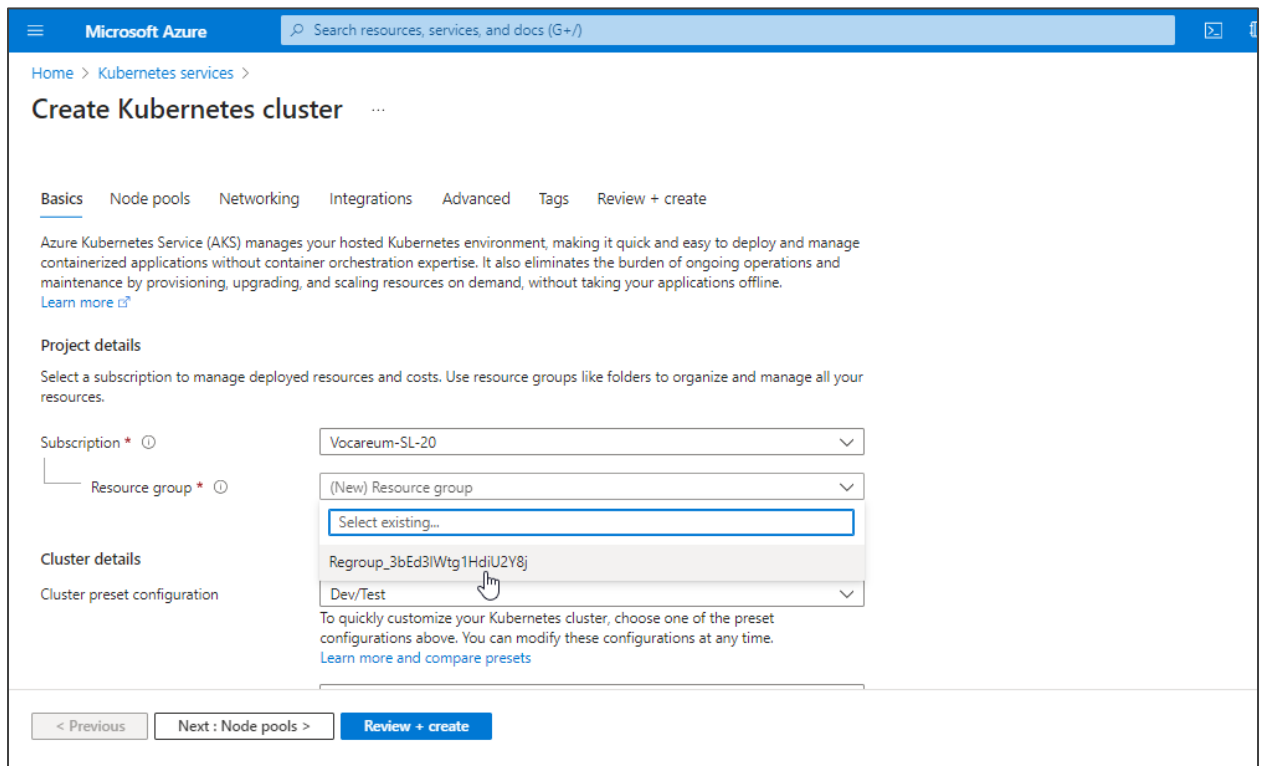 Microsoft Azure
Search resources, services, and docs (G+/)
Home > Kubernetes services >
Create Kubernetes cluster ...
Basics Node pools Networking Integrations Advanced Tags Review + create
Azure Kubernetes Service (AKS) manages your hosted Kubernetes environment, making it quick and easy to deploy and manage
containerized applications without container orchestration expertise. It also eliminates the burden of ongoing operations and
maintenance by provisioning, upgrading, and scaling resources on demand, without taking your applications offline.
Learn more
Project details
Select a subscription to manage deployed resources and costs. Use resource groups like folders to organize and manage all your
resources.
Subscription * Vocareum-SL-20
Resource group * (New) Resource group
Select existing...
Regroup_3bEd3IWtg1HdiU2Y8j
Cluster details
Cluster preset configuration Dev/Test
To quickly customize your Kubernetes cluster, choose one of the preset
configurations above. You can modify these configurations at any time.
Learn more and compare presets
< Previous Next : Node pools > Review + create